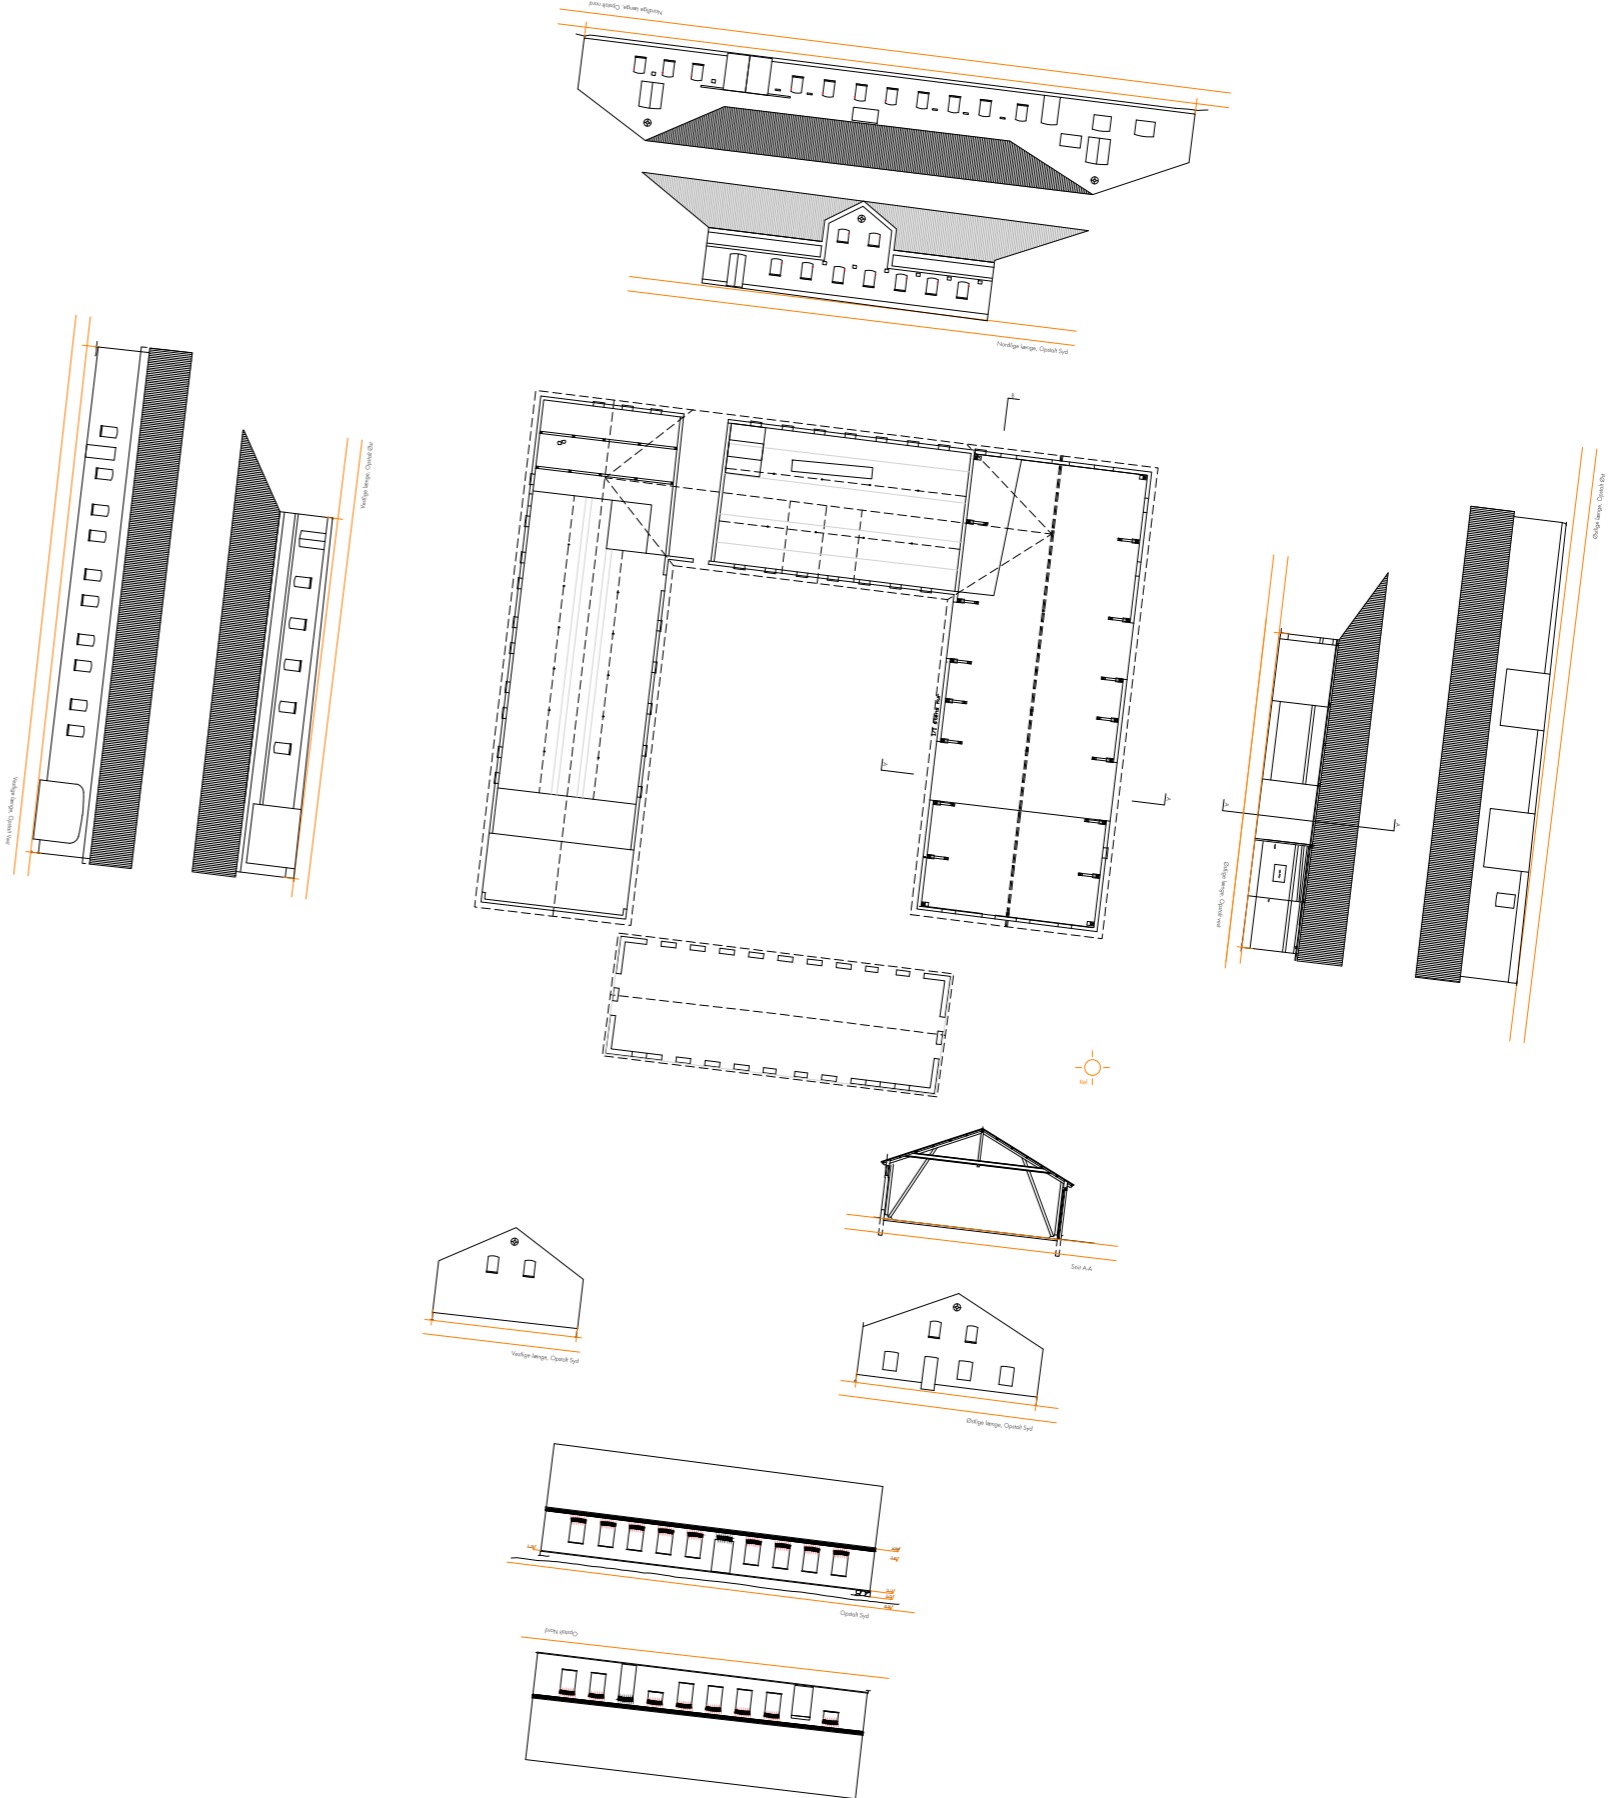 Nordlige længe, Opstalt nord
Nordlige længe, Opstalt Syd
Vestlige længe, Opstalt Øst
Østlige længe, Opstalt Øst
Vestlige længe, Opstalt Vest
Østlige længe, Opstalt vest
A
A
A
A
Snit A-A
Vestlige længe, Opstalt Syd
Østlige længe, Opstalt Syd
Opstalt Syd
Opstalt Nord